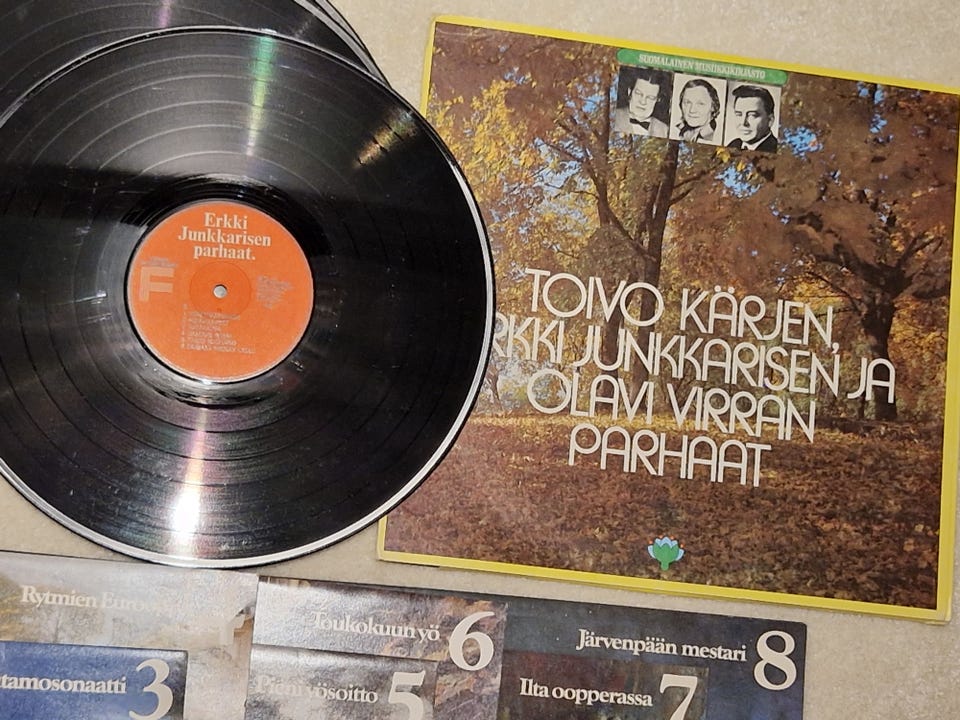 Erkki
Junkkarisen
parhaat.
F
SUOMALAINEN MUSIIKKIKIRJASTO
TOIVO KÄRJEN,
RKKI JUNKKARISEN, JA
OLAVI VIRRAN
PARHAAT
Rytmien
Toukokuun yö 6
Järvenpään mestari 8
tamosonaatti 3
Pieni yösoitto 5
Ilta oopperassa 7